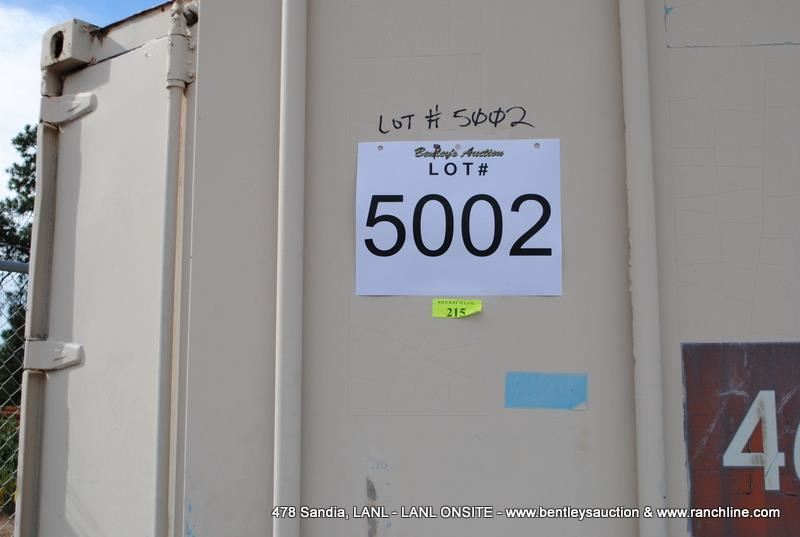 LOT # 5002
Bentley's Auction
LOT#
5002
215
4
478 Sandia, LANL - LANL ONSITE - www.bentleysauction & www.ranchline.com